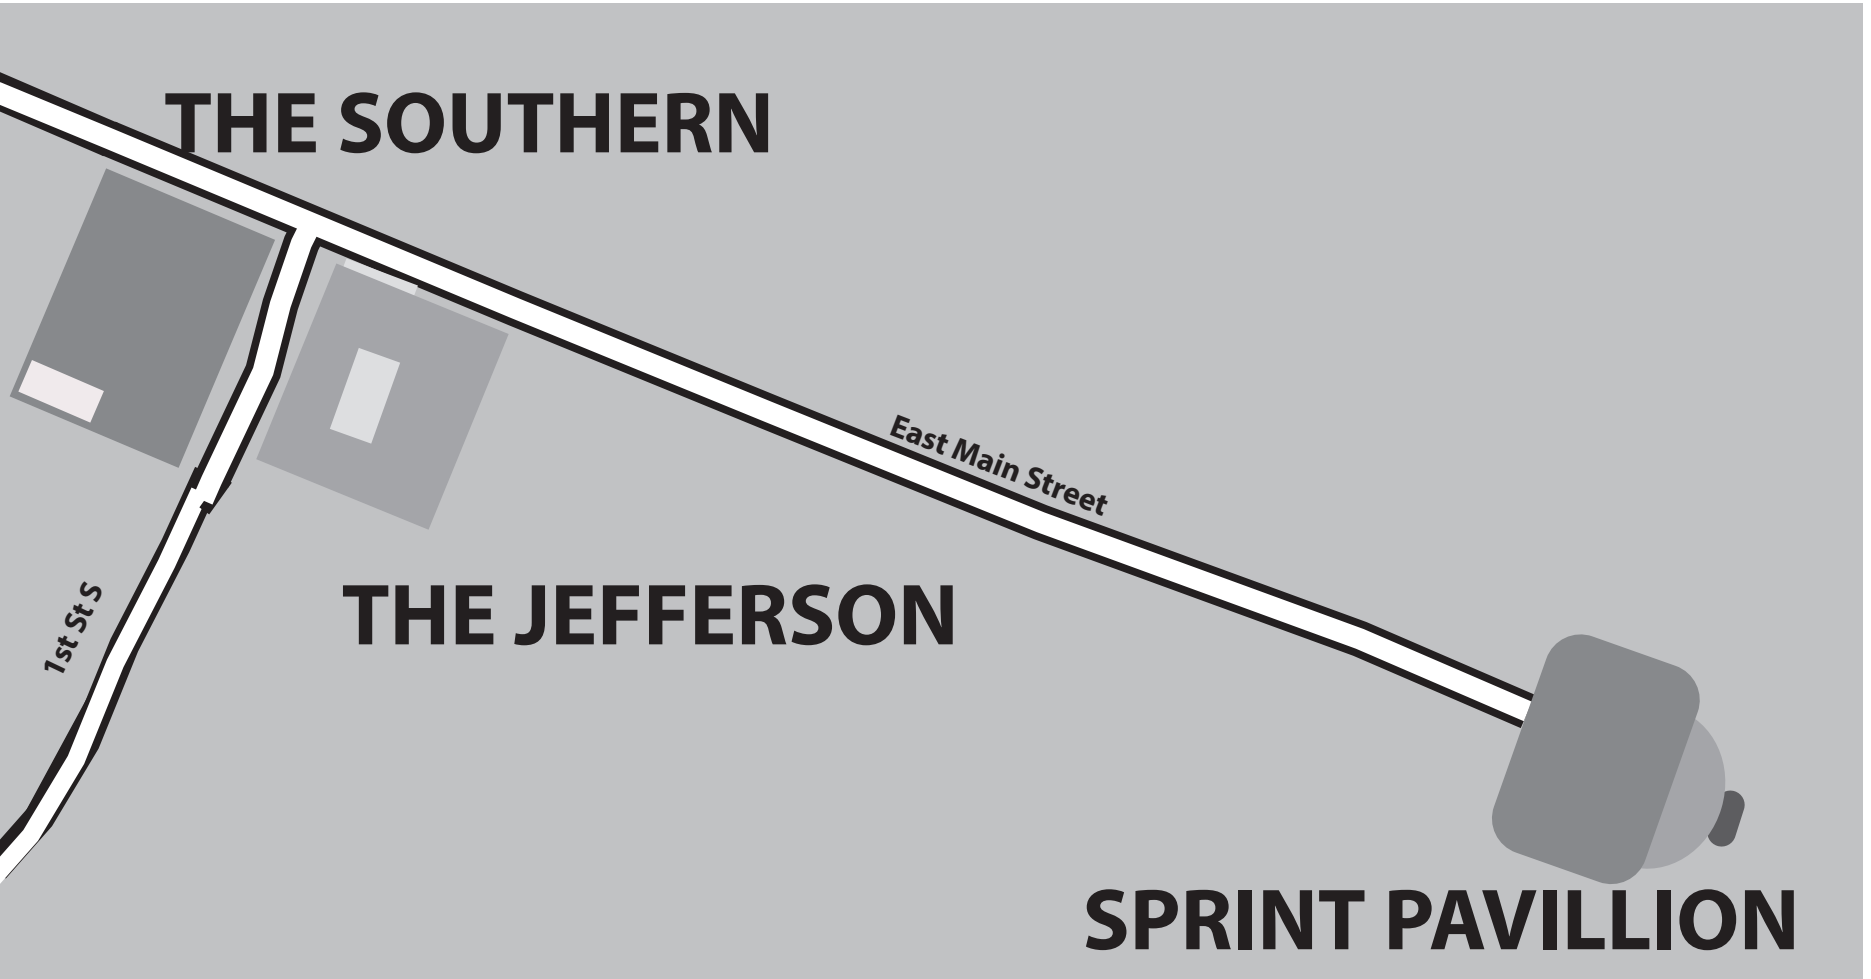 THE SOUTHERN
East Main Street
1st St S
THE JEFFERSON
SPRINT PAVILLION